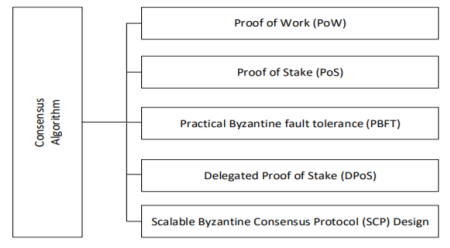 Consensus
Algorithm
Proof of Work (PoW)
Proof of Stake (PoS)
Practical Byzantine fault tolerance (PBFT)
Delegated Proof of Stake (DPoS)
Scalable Byzantine Consensus Protocol (SCP) Design